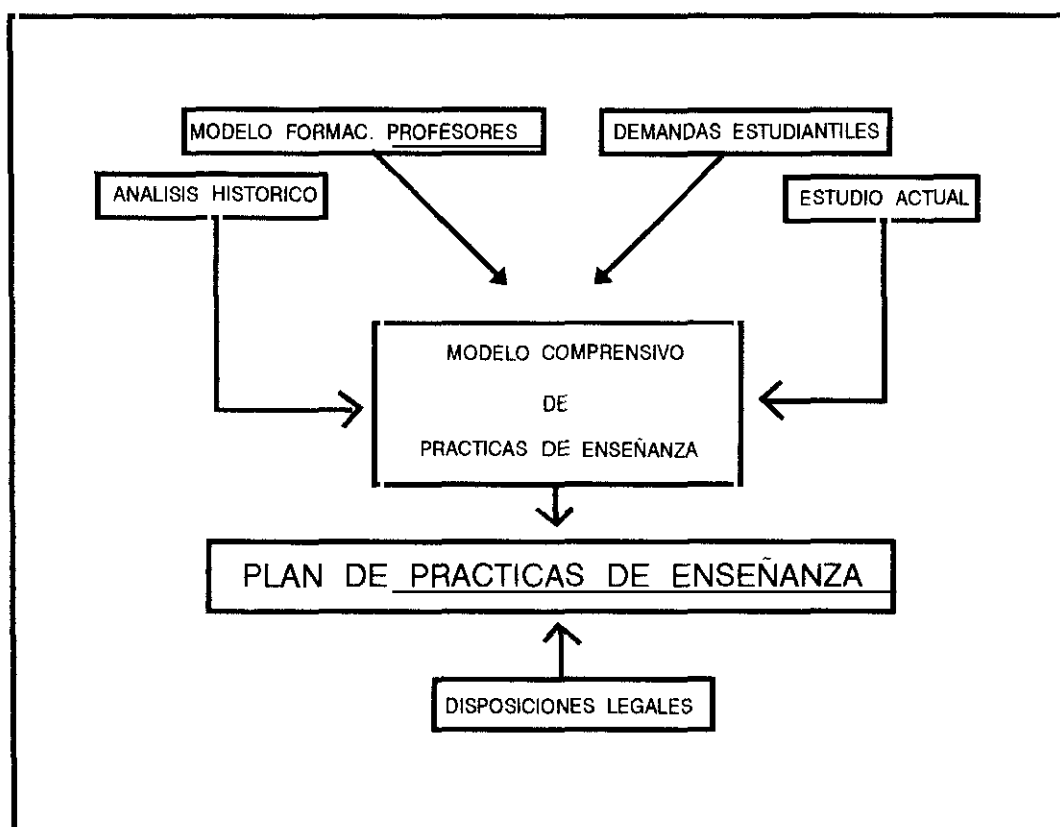 MODELO FORMAC. PROFESORES
DEMANDAS ESTUDIANTILES
ANALISIS HISTORICO
ESTUDIO ACTUAL
MODELO COMPRENSIVO
DE
PRACTICAS DE ENSEÑANZA
PLAN DE PRACTICAS DE ENSEÑANZA
DISPOSICIONES LEGALES